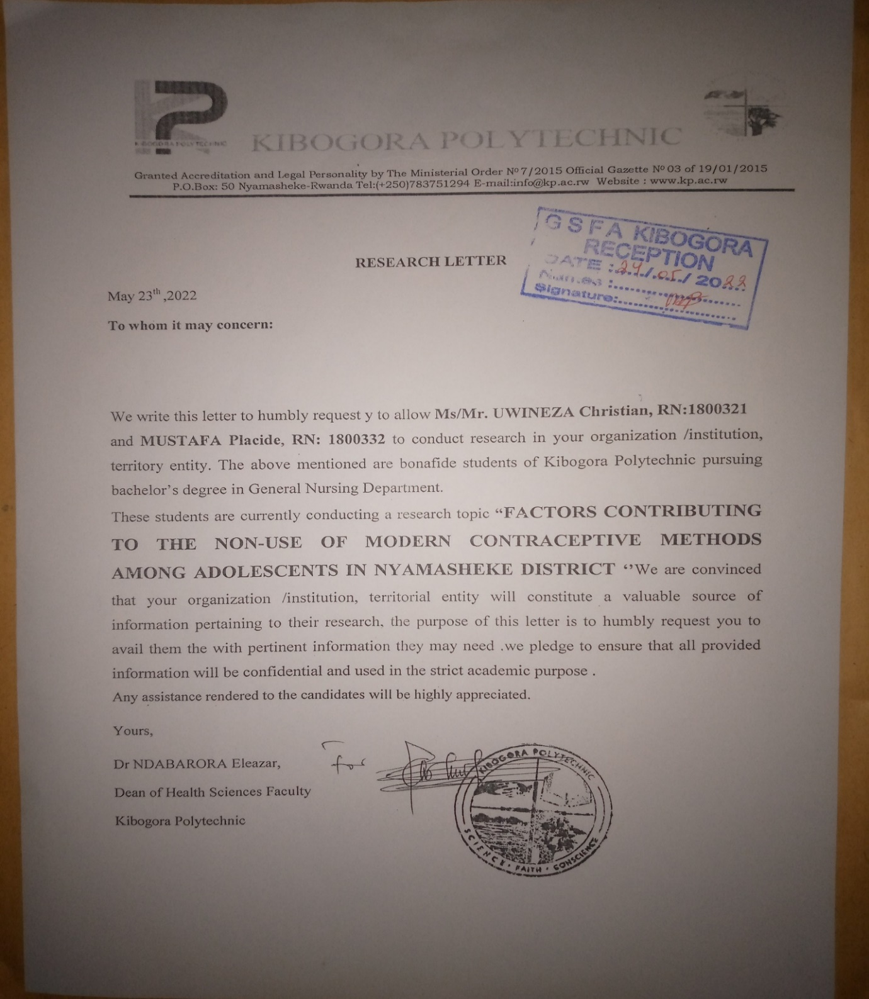 KIBOGORA POLYTECHNIC
KIBOGORA POLYTECHNIC
Granted Accreditation and Legal Personality by The Ministerial Order Nº 7/2015 Official Gazette Nº 03 of 19/01/2015
P.O.Box: 50 Nyamasheke-Rwanda Tel:(+250)783751294 E-mail:info@kp.ac.rw Website : www.kp.ac.rw
GSFA KIBOGORA
RECEPTION
DATE : 24/05/2022
Names :
Signature:
RESEARCH LETTER
May 23th ,2022
To whom it may concern:
We write this letter to humbly request y to allow Ms/Mr. UWINEZA Christian, RN:1800321
and MUSTAFA Placide, RN: 1800332 to conduct research in your organization /institution,
territory entity. The above mentioned are bonafide students of Kibogora Polytechnic pursuing
bachelor's degree in General Nursing Department.
These students are currently conducting a research topic “FACTORS CONTRIBUTING
TO THE NON-USE OF MODERN CONTRACEPTIVE METHODS
AMONG ADOLESCENTS IN NYAMASHEKE DISTRICT ‘’We are convinced
that your organization /institution, territorial entity will constitute a valuable source of
information pertaining to their research, the purpose of this letter is to humbly request you to
avail them the with pertinent information they may need .we pledge to ensure that all provided
information will be confidential and used in the strict academic purpose .
Any assistance rendered to the candidates will be highly appreciated.
Yours,
Dr NDABARORA Eleazar,
For
Dean of Health Sciences Faculty
Kibogora Polytechnic
KIBOGORA POLYTECHNIC
SCIENCE · FAITH · CONSCIENCE